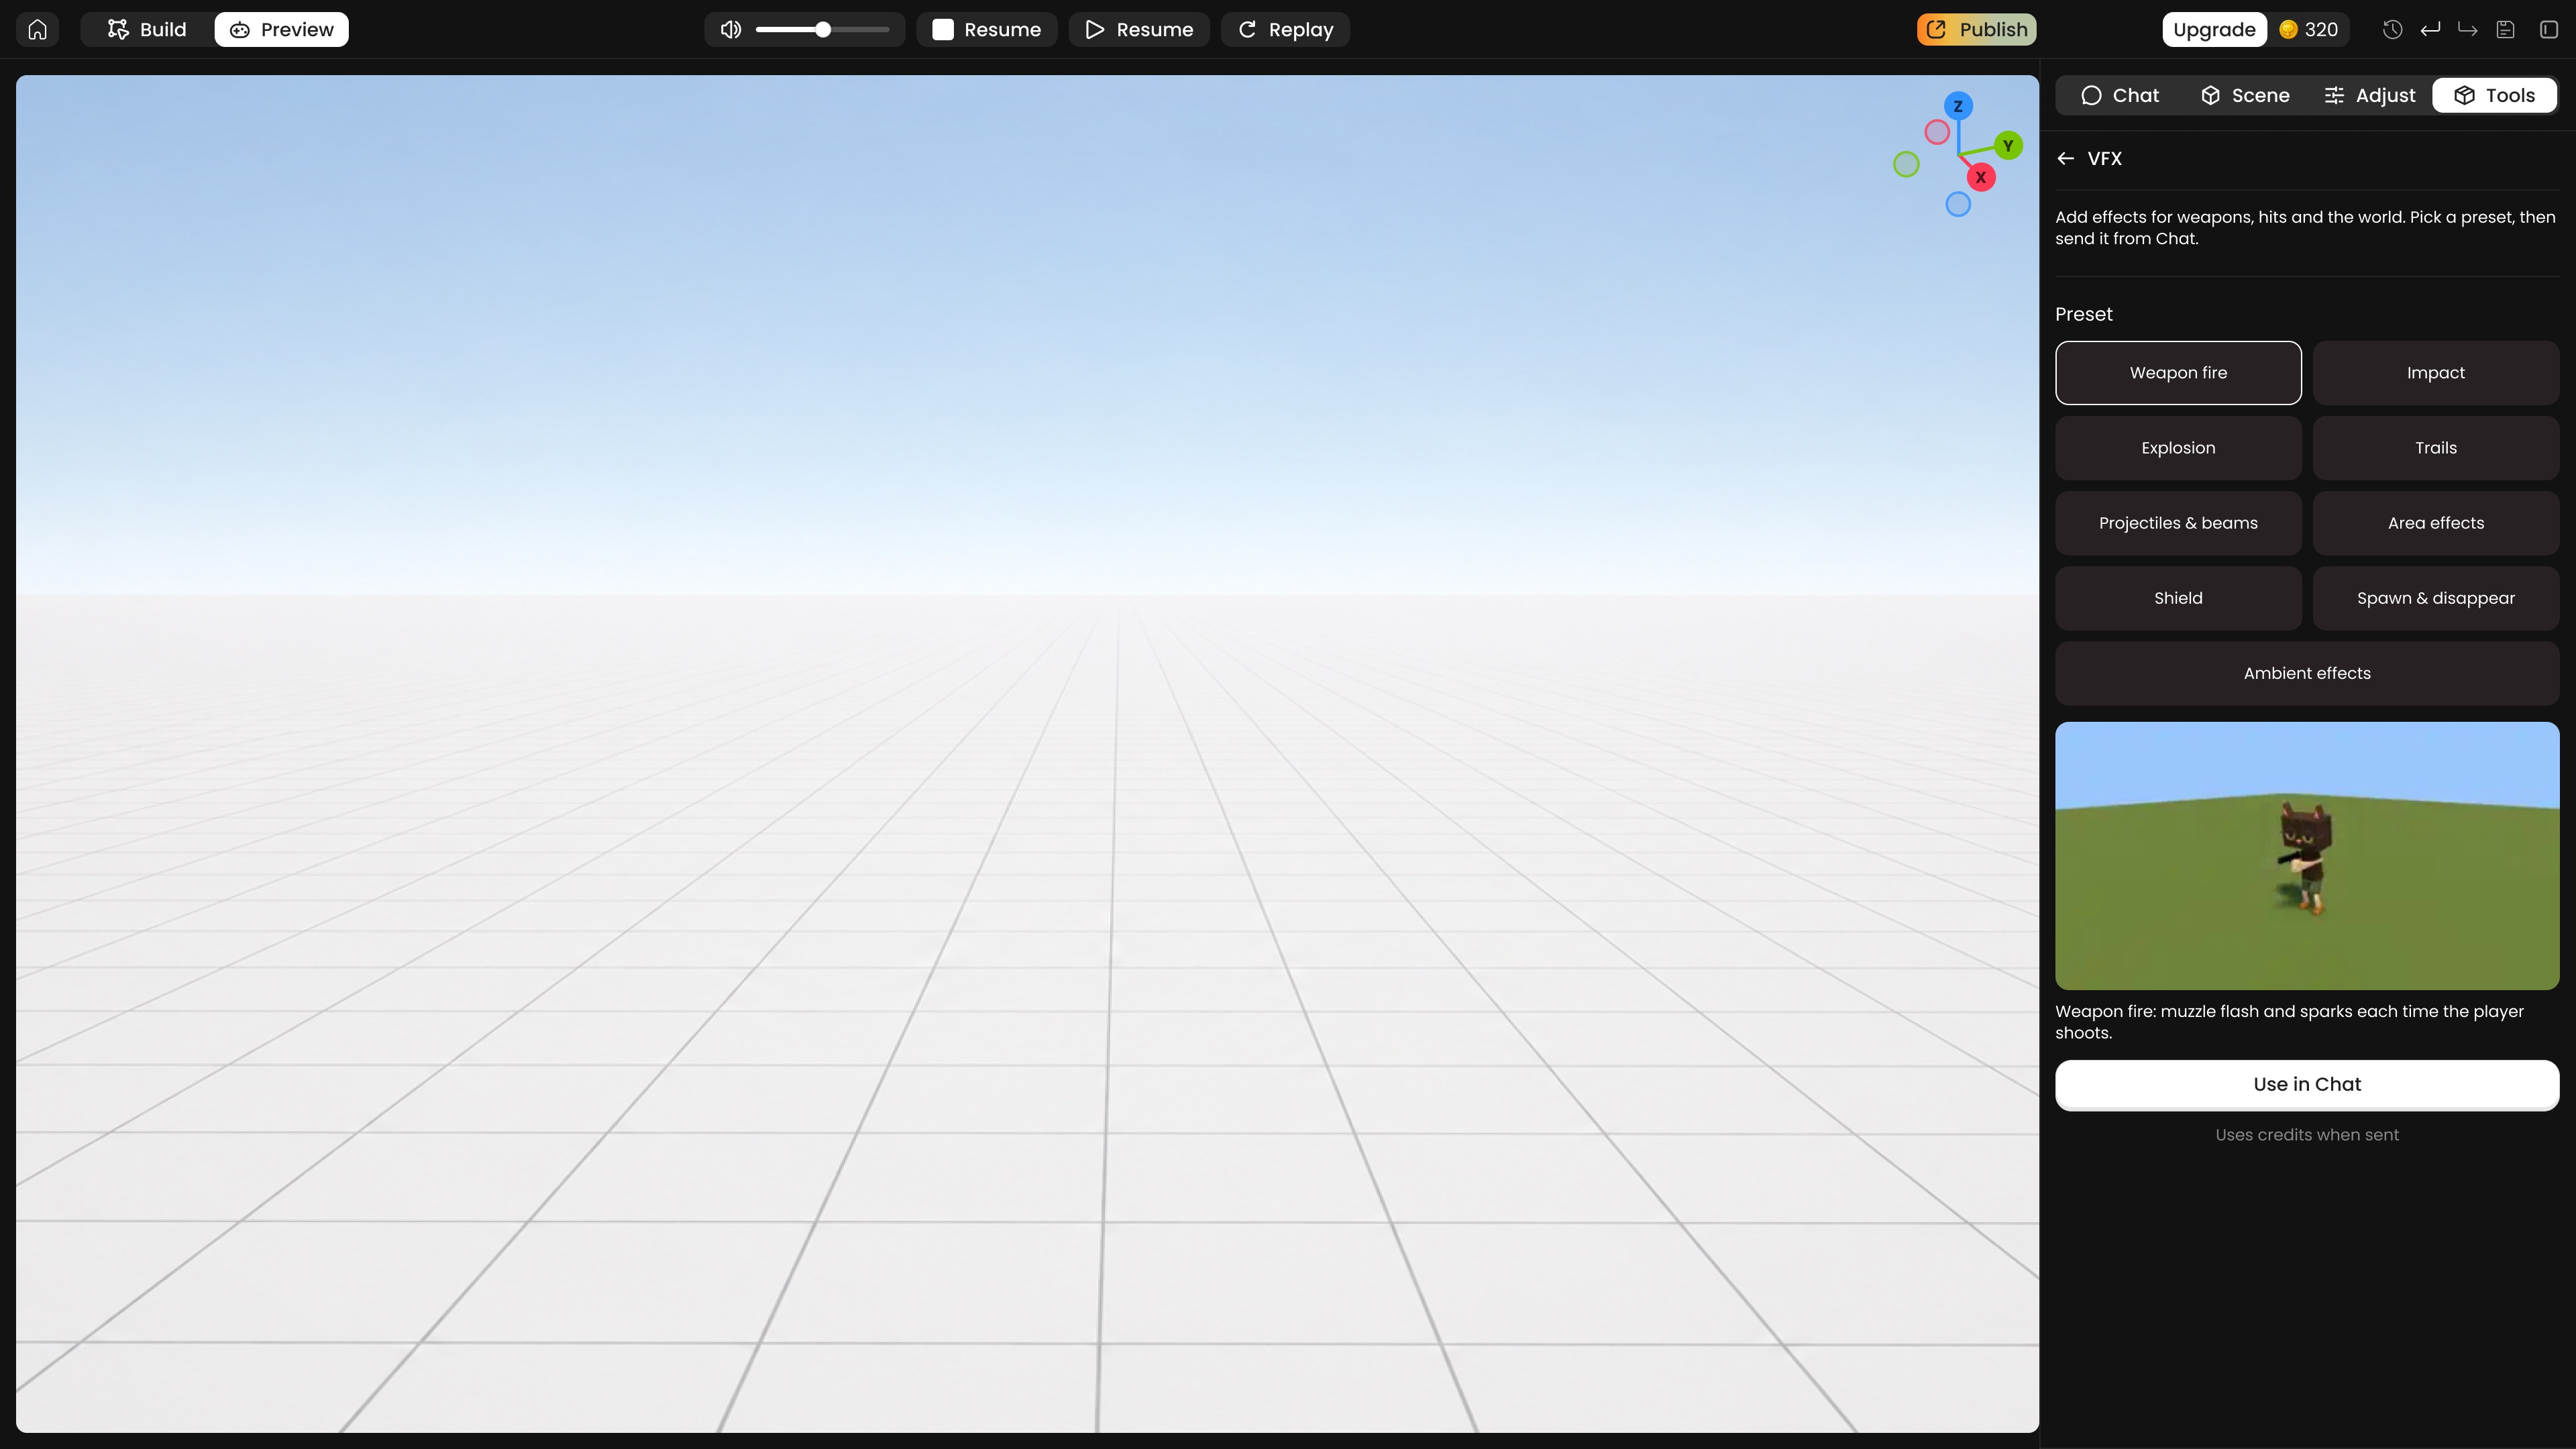 Build
Preview
Resume
Resume
Replay
Publish
Upgrade
320
Chat
Scene
Adjust
Tools
Z
Y
X
VFX
Add effects for weapons, hits and the world. Pick a preset, then
send it from Chat.
Preset
Weapon fire
Impact
Explosion
Trails
Projectiles & beams
Area effects
Shield
Spawn & disappear
Ambient effects
Weapon fire: muzzle flash and sparks each time the player
shoots.
Use in Chat
Uses credits when sent